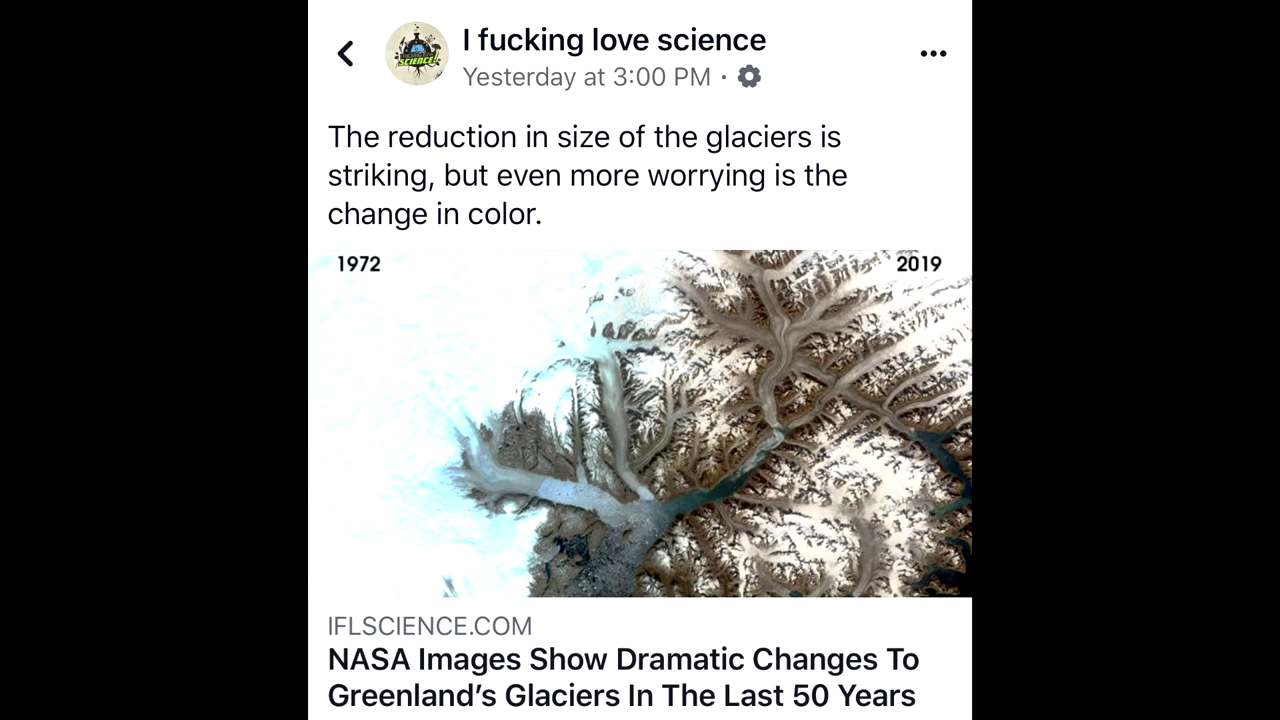 I fucking love science
SCIENCE!
Yesterday at 3:00 PM ·
The reduction in size of the glaciers is
striking, but even more worrying is the
change in color.
1972
2019
IFLSCIENCE.COM
NASA Images Show Dramatic Changes To
Greenland’s Glaciers In The Last 50 Years